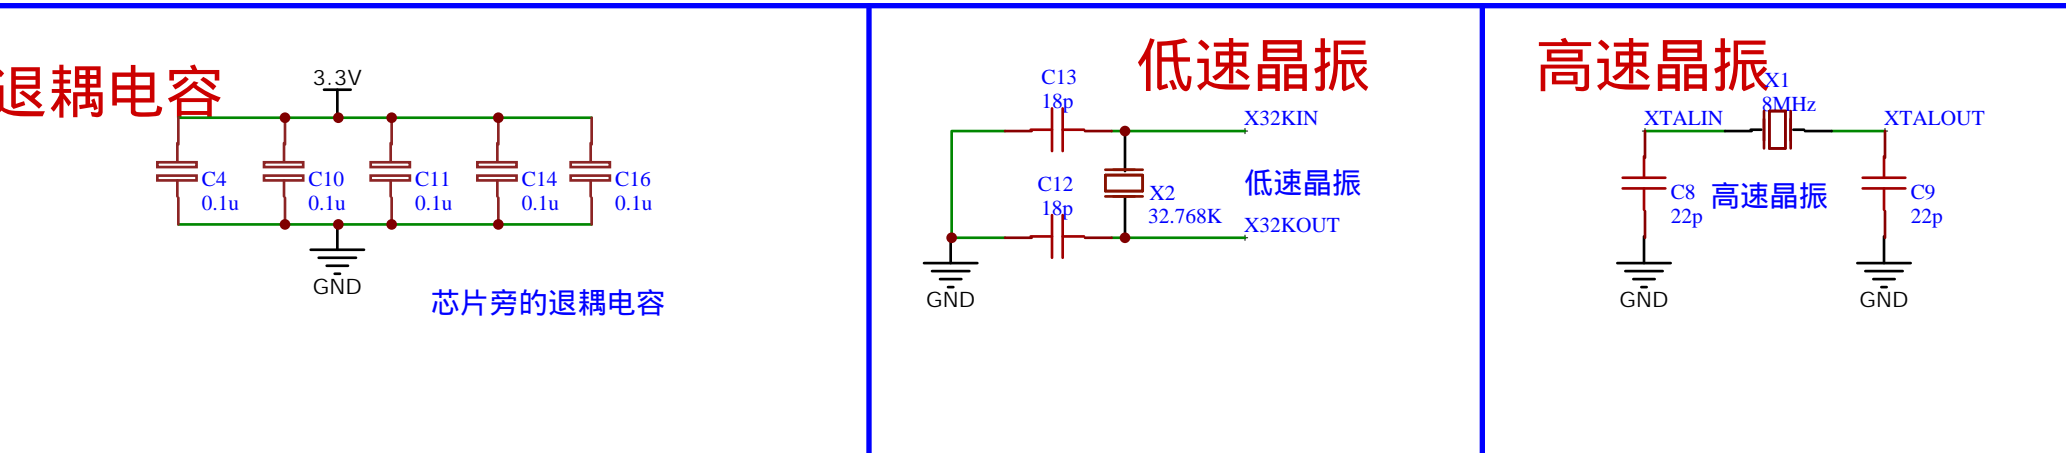 退耦电容
3.3V
C4
0.1u
C10
0.1u
C11
0.1u
C14
0.1u
C16
0.1u
GND
芯片旁的退耦电容
低速晶振
C13
18p
X32KIN
C12
18p
X2
32.768K
低速晶振
X32KOUT
GND
高速晶振
X1
8MHz
XTALIN
XTALOUT
C8
22p
高速晶振
C9
22p
GND
GND